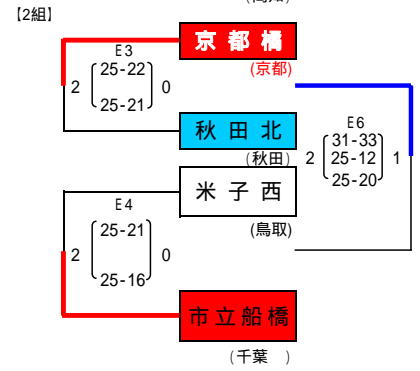 【2組】
京都橘
(京都)
E3
25-22
2 0
25-21
秋田北
(秋田)
E6
31-33
2 25-12 1
25-20
米子西
(鳥取)
E4
25-21
2 0
25-16
市立船橋
(千葉 )